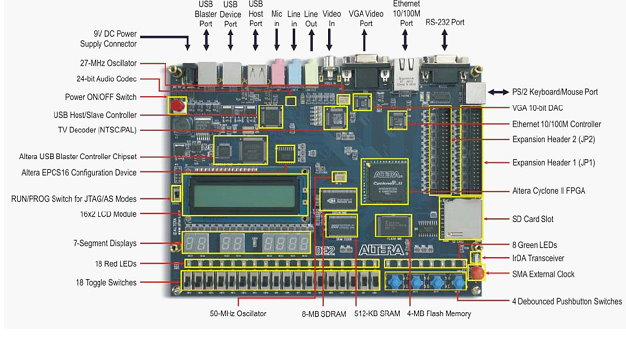 USB
Blaster
Port
USB
Device
Port
USB
Host
Port
Mic
in
Line
in
Line
Out
Video
In
VGA Video
Port
Ethernet
10/100M
Port
RS-232 Port
9V DC Power
Supply Connector
27-MHz Oscillator
24-bit Audio Codec
Power ON/OFF Switch
USB Host/Slave Controller
TV Decoder (NTSC/PAL)
Altera USB Blaster Controller Chipset
Altera EPCS16 Configuration Device
RUN/PROG Switch for JTAG/AS Modes
16x2 LCD Module
7-Segment Displays
18 Red LEDs
18 Toggle Switches
PS/2 Keyboard/Mouse Port
VGA 10-bit DAC
Ethernet 10/100M Controller
Expansion Header 2 (JP2)
Expansion Header 1 (JP1)
Altera Cyclone II FPGA
SD Card Slot
8 Green LEDs
IrDA Transceiver
SMA External Clock
4 Debounced Pushbutton Switches
ALTERA
Cyclone II
DE2
ALTERA
50-MHz Oscillator
8-MB SDRAM
512-KB SRAM
4-MB Flash Memory